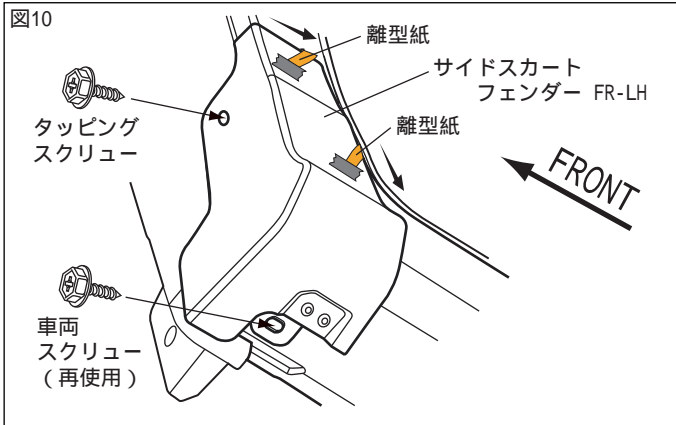 図10
離型紙
サイドスカート
フェンダー FR-LH
離型紙
タッピング
スクリュー
FRONT
車両
スクリュー
(再使用)